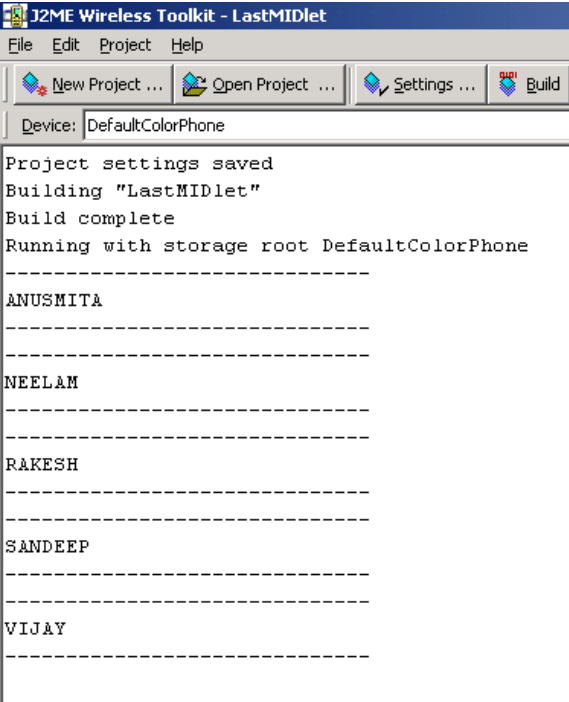 J2ME Wireless Toolkit - LastMIDlet
File Edit Project Help
New Project ... Open Project ... Settings ... Build
Device: DefaultColorPhone
Project settings saved
Building "LastMIDlet"
Build complete
Running with storage root DefaultColorPhone
------------------------------
ANUSMITA
------------------------------
------------------------------
NEELAM
------------------------------
------------------------------
RAKESH
------------------------------
------------------------------
SANDEEP
------------------------------
------------------------------
VIJAY
------------------------------